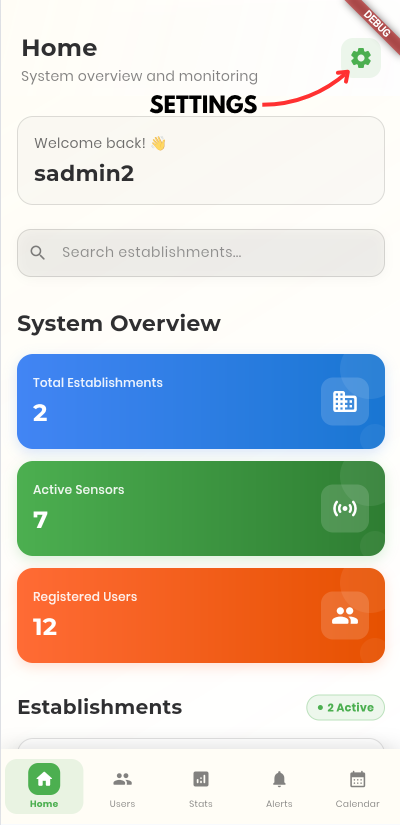 DEBUG
Home
System overview and monitoring
SETTINGS
Welcome back! 👋
sadmin2
Search establishments...
System Overview
Total Establishments
2
Active Sensors
7
Registered Users
12
Establishments
• 2 Active
Home
Users
Stats
Alerts
Calendar